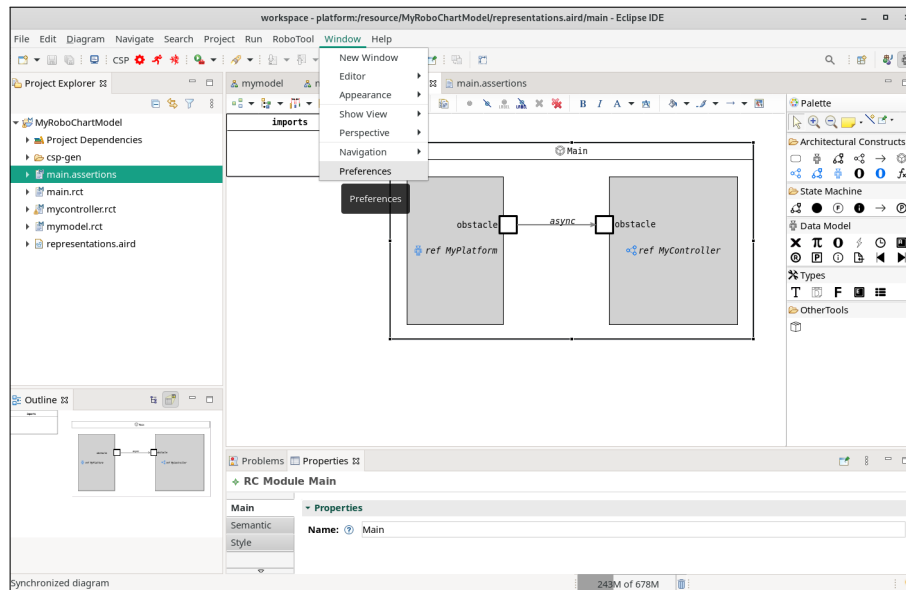 workspace - platform:/resource/MyRoboChartModel/representations.aird/main - Eclipse IDE
File Edit Diagram Navigate Search Project Run RoboTool Window Help
CSP
New Window
Editor
Appearance
Show View
Perspective
Navigation
Preferences
Preferences
Project Explorer
MyRoboChartModel
Project Dependencies
csp-gen
main.assertions
main.rct
mycontroller.rct
mymodel.rct
representations.aird
mymodel
main.assertions
B I A
imports
Main
obstacle
async
obstacle
ref MyPlatform
ref MyController
Palette
Architectural Constructs
State Machine
Data Model
Types
T F
OtherTools
Outline
Problems Properties
RC Module Main
Main
Semantic
Style
Properties
Name: Main
Synchronized diagram
243M of 678M